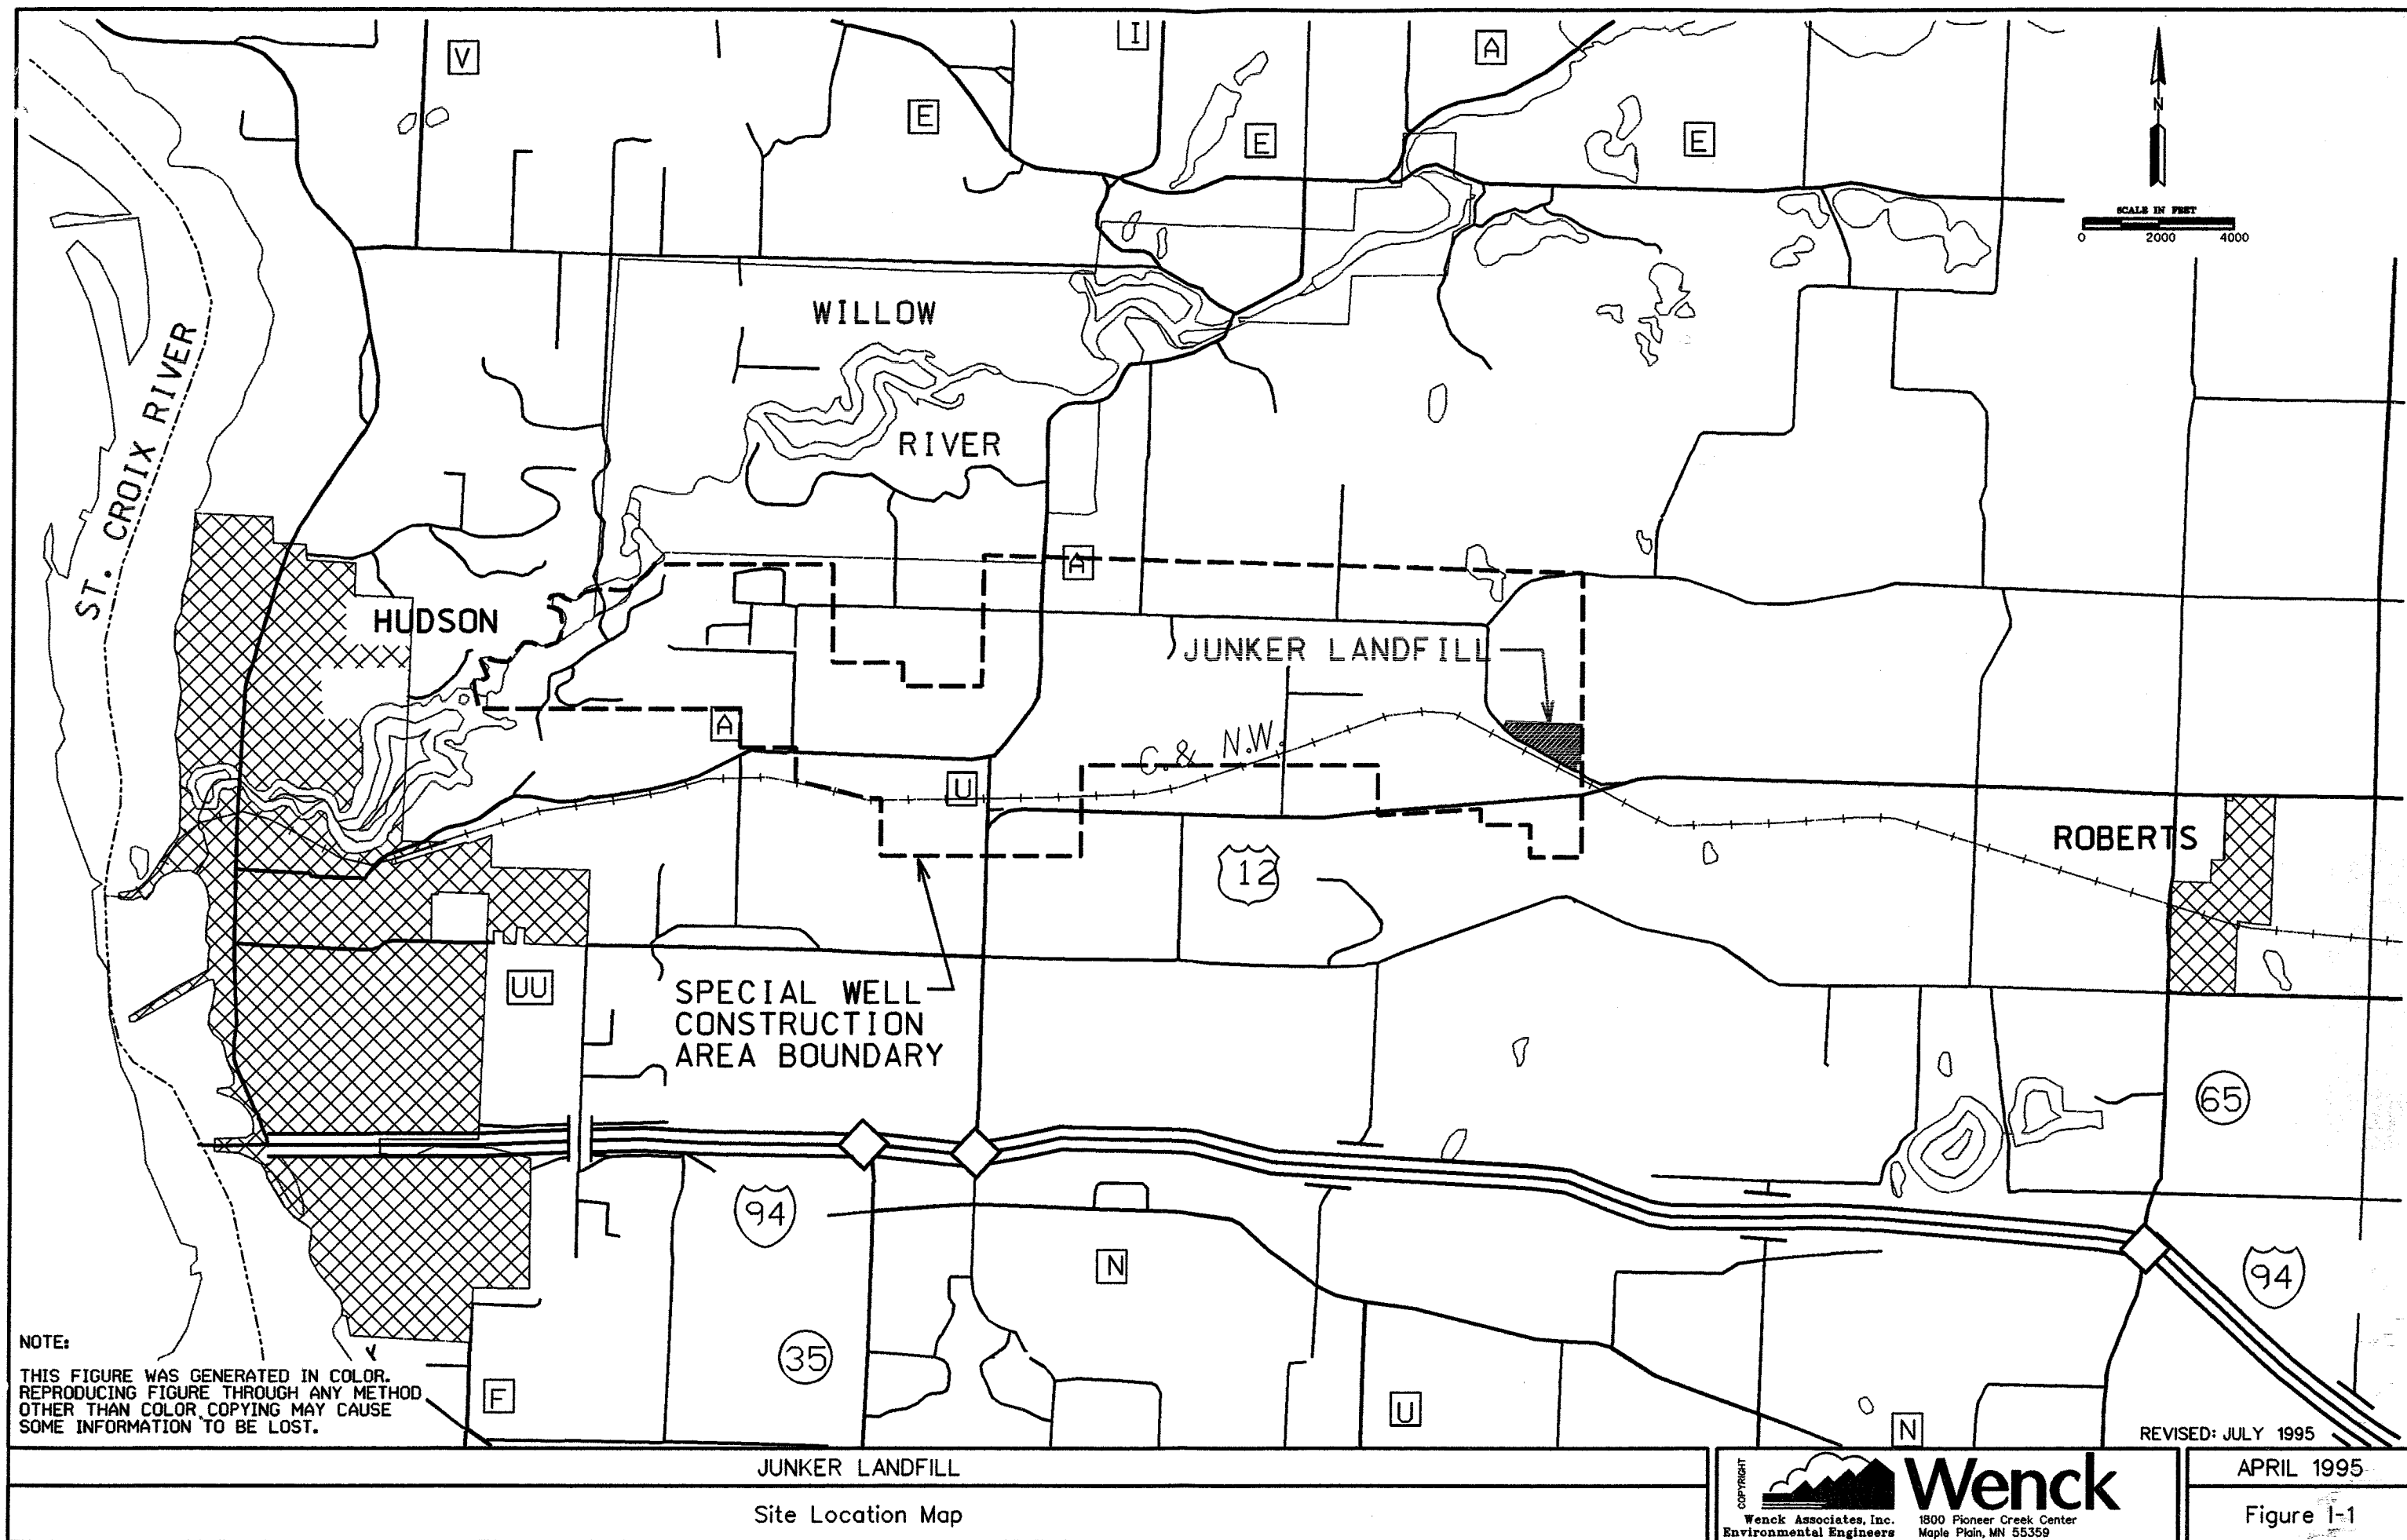 V
I
A
E
E
E
N
SCALE IN FEET
0 2000 4000
WILLOW
RIVER
ST. CROIX RIVER
HUDSON
A
JUNKER LANDFILL
A
C. & N.W.
U
12
ROBERTS
UU
SPECIAL WELL
CONSTRUCTION
AREA BOUNDARY
65
94
N
94
35
F
U
N
NOTE:
THIS FIGURE WAS GENERATED IN COLOR.
REPRODUCING FIGURE THROUGH ANY METHOD
OTHER THAN COLOR COPYING MAY CAUSE
SOME INFORMATION TO BE LOST.
REVISED: JULY 1995
JUNKER LANDFILL
Site Location Map
COPYRIGHT
Wenck
Wenck Associates, Inc.
Environmental Engineers
1800 Pioneer Creek Center
Maple Plain, MN 55359
APRIL 1995
Figure I-1